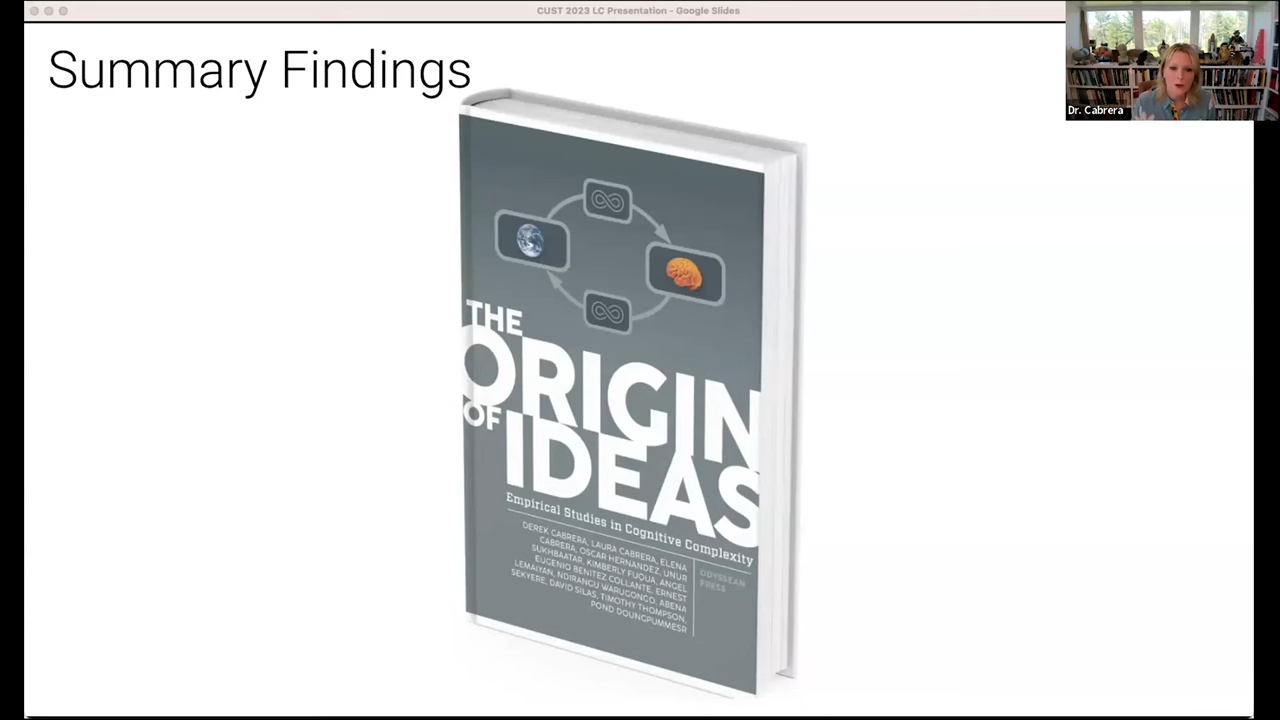 CUST 2023 LC Presentation - Google Slides
Summary Findings
Dr. Cabrera
THE
ORIGIN
OF
IDEAS
Empirical Studies in Cognitive Complexity
DEREK CABRERA, LAURA CABRERA, ELENA
CABRERA, OSCAR HERNANDEZ, UNUR
SUKHBAATAR, KIMBERLY FUQUA, ANGEL
EUGENIO BENITEZ COLLANTE, ERNEST
LEMAIYAN, NDIRANGU WARUGONGO, ABENA
SEKYERE, DAVID SILAS, TIMOTHY THOMPSON,
POND DOUNGPUMMESR
ODYSSEAN
PRESS